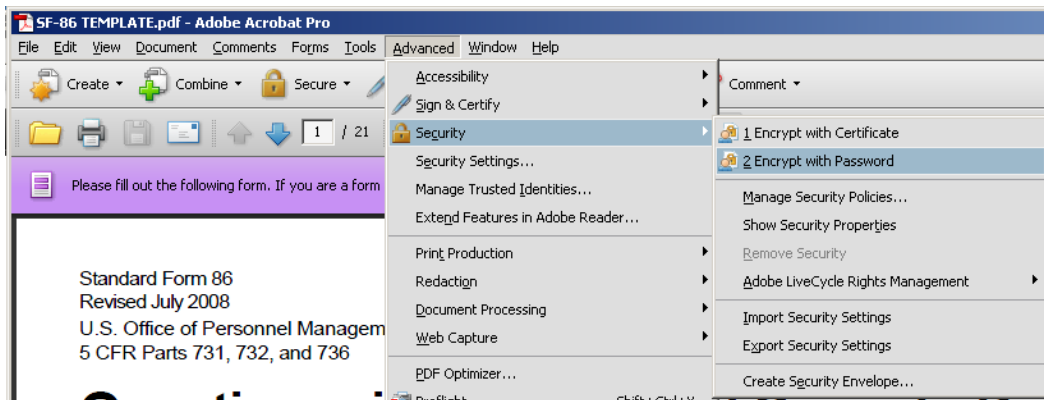 SF-86 TEMPLATE.pdf - Adobe Acrobat Pro
File Edit View Document Comments Forms Tools Advanced Window Help
Create Combine Secure Comment
1 / 21
Please fill out the following form. If you are a form
Accessibility
Sign & Certify
Security
Security Settings...
Manage Trusted Identities...
Extend Features in Adobe Reader...
Print Production
Redaction
Document Processing
Web Capture
PDF Optimizer...
Preflight... Shift+Ctrl+X
1 Encrypt with Certificate
2 Encrypt with Password
Manage Security Policies...
Show Security Properties
Remove Security
Adobe LiveCycle Rights Management
Import Security Settings
Export Security Settings
Create Security Envelope...
Standard Form 86
Revised July 2008
U.S. Office of Personnel Managem
5 CFR Parts 731, 732, and 736